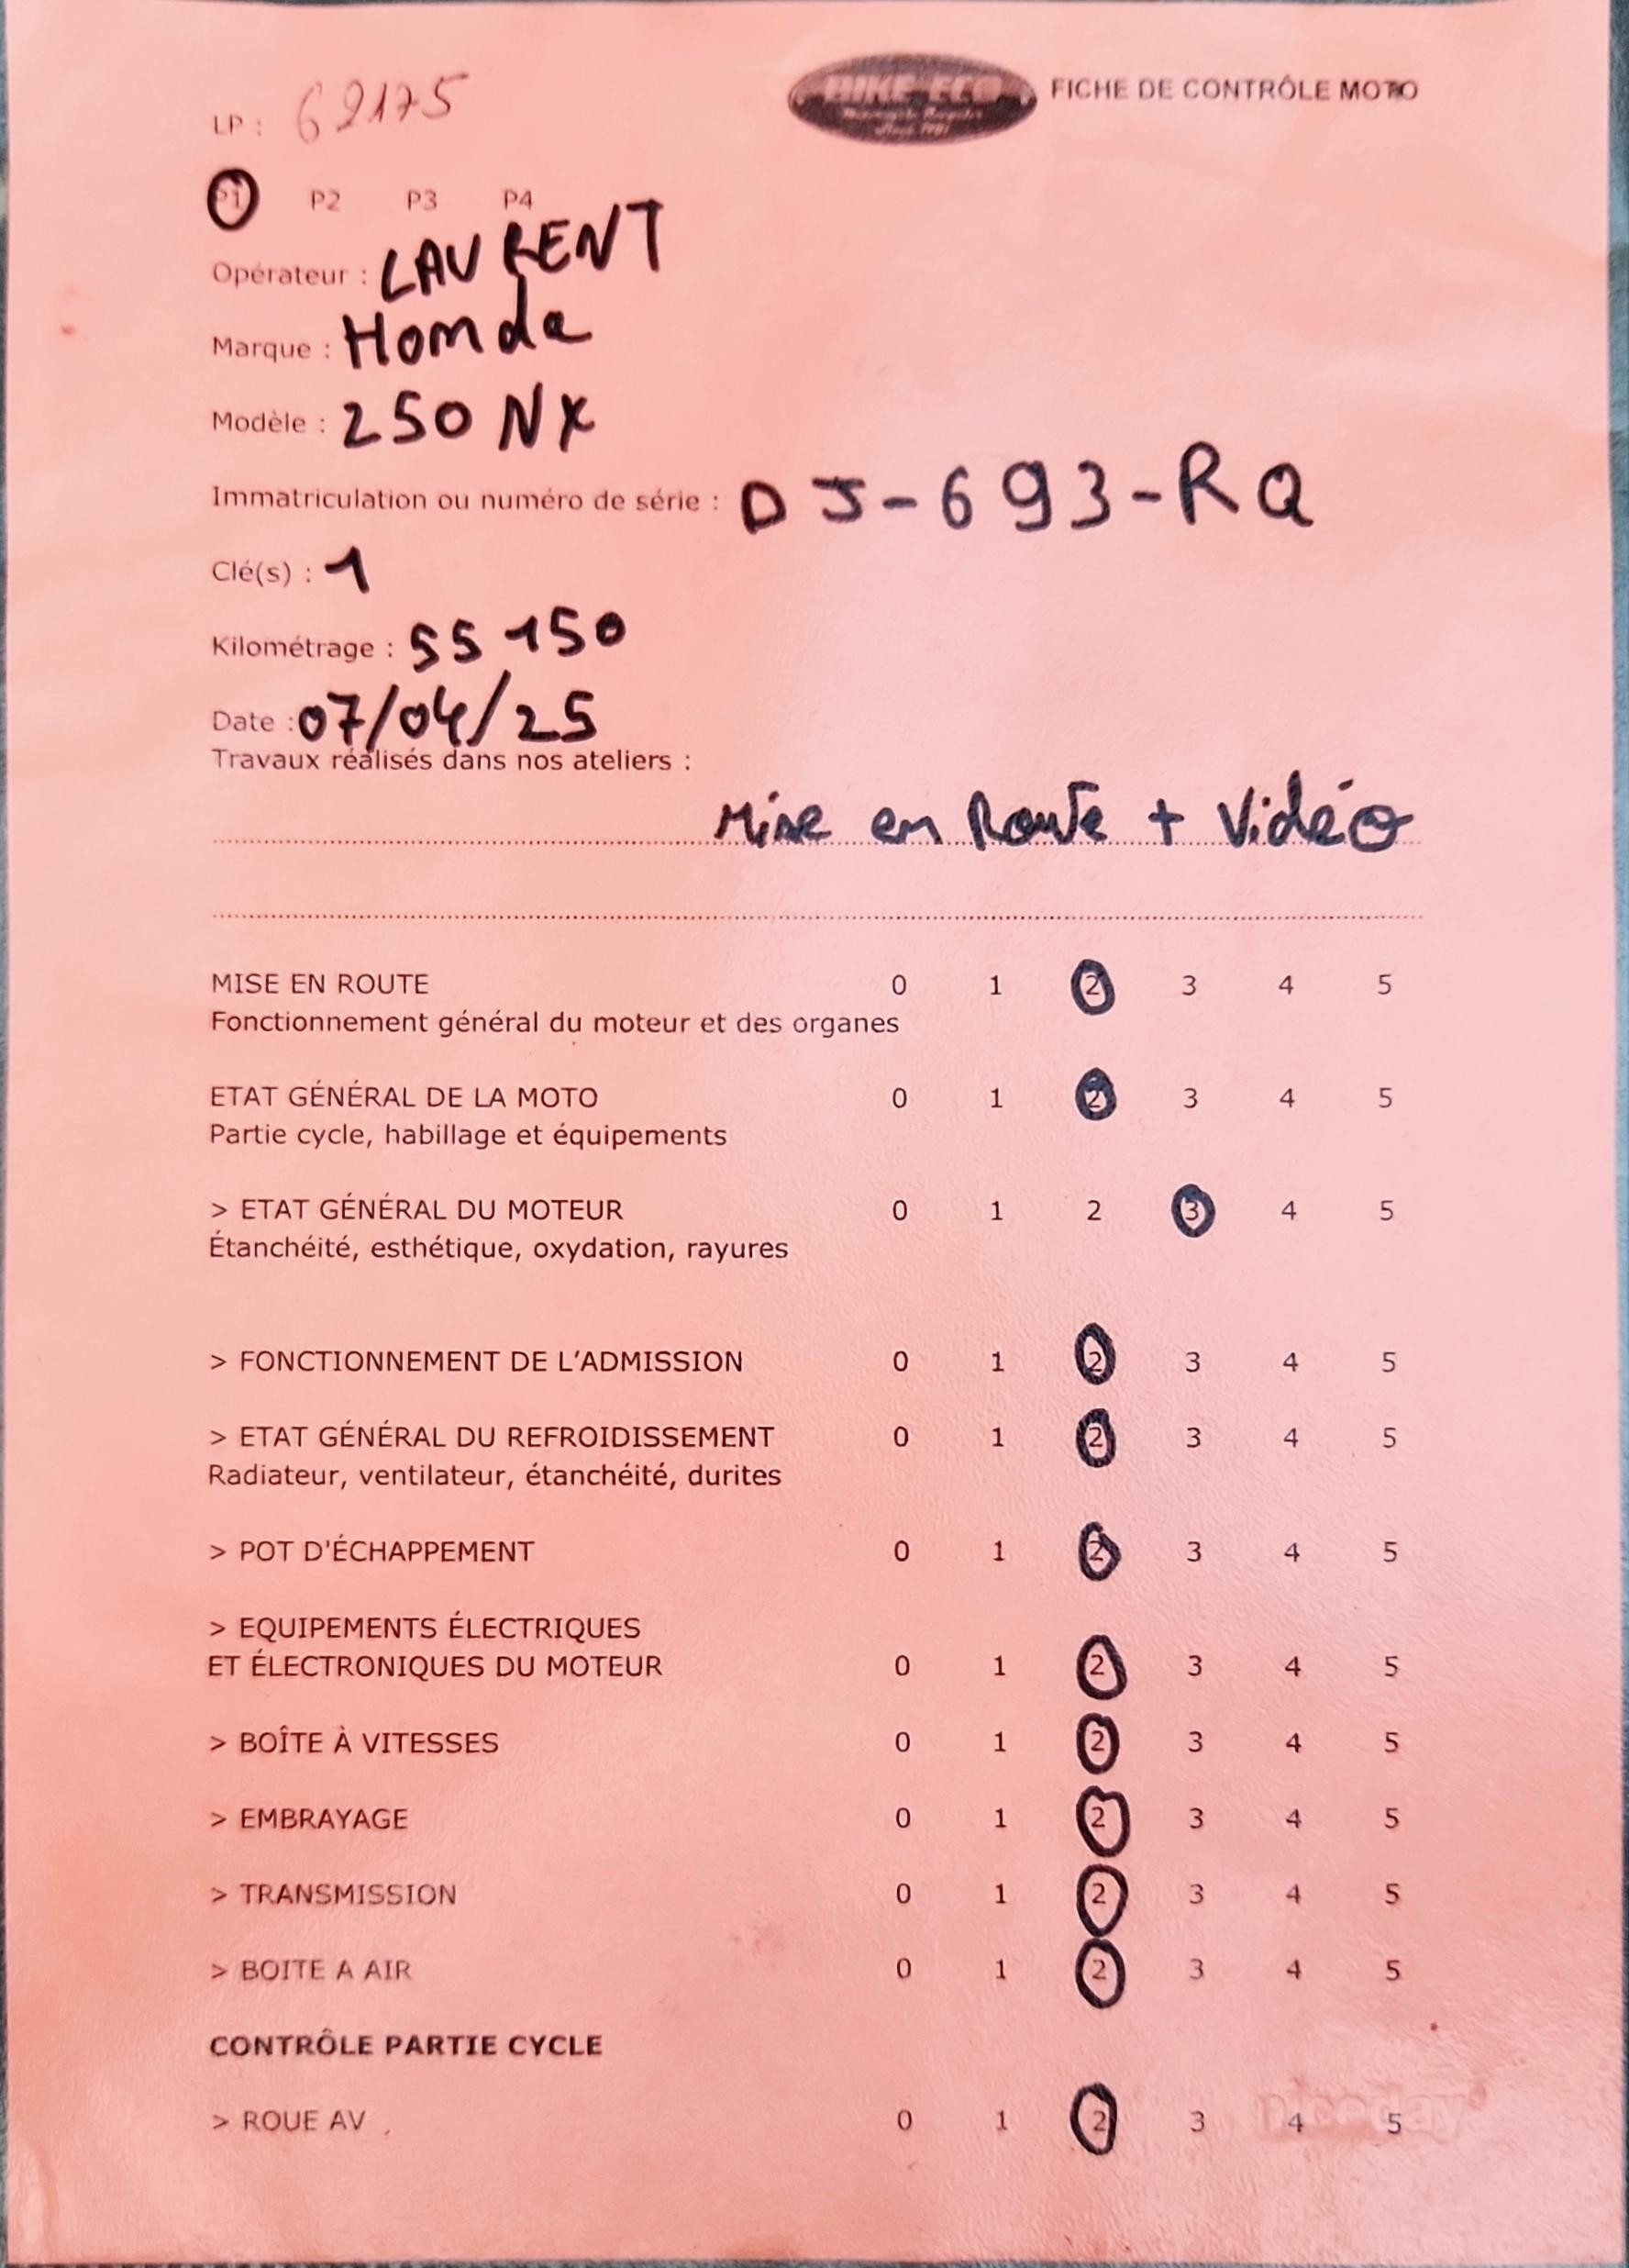 LP : 62175
BIKE-ECO
FICHE DE CONTRÔLE MOTO
P1 P2 P3 P4
Opérateur : LAURENT
Marque : Honda
Modèle : 250 NX
Immatriculation ou numéro de série : DJ-693-RQ
Clé(s) : 1
Kilométrage : 55 150
Date : 07/04/25
Travaux réalisés dans nos ateliers :
Mise en Route + Vidéo
MISE EN ROUTE 0 1 2 3 4 5
Fonctionnement général du moteur et des organes
ETAT GÉNÉRAL DE LA MOTO 0 1 2 3 4 5
Partie cycle, habillage et équipements
> ETAT GÉNÉRAL DU MOTEUR 0 1 2 3 4 5
Étanchéité, esthétique, oxydation, rayures
> FONCTIONNEMENT DE L'ADMISSION 0 1 2 3 4 5
> ETAT GÉNÉRAL DU REFROIDISSEMENT 0 1 2 3 4 5
Radiateur, ventilateur, étanchéité, durites
> POT D'ÉCHAPPEMENT 0 1 2 3 4 5
> EQUIPEMENTS ÉLECTRIQUES
ET ÉLECTRONIQUES DU MOTEUR 0 1 2 3 4 5
> BOÎTE À VITESSES 0 1 2 3 4 5
> EMBRAYAGE 0 1 2 3 4 5
> TRANSMISSION 0 1 2 3 4 5
> BOITE A AIR 0 1 2 3 4 5
CONTRÔLE PARTIE CYCLE
> ROUE AV 0 1 2 3 4 5
niceday